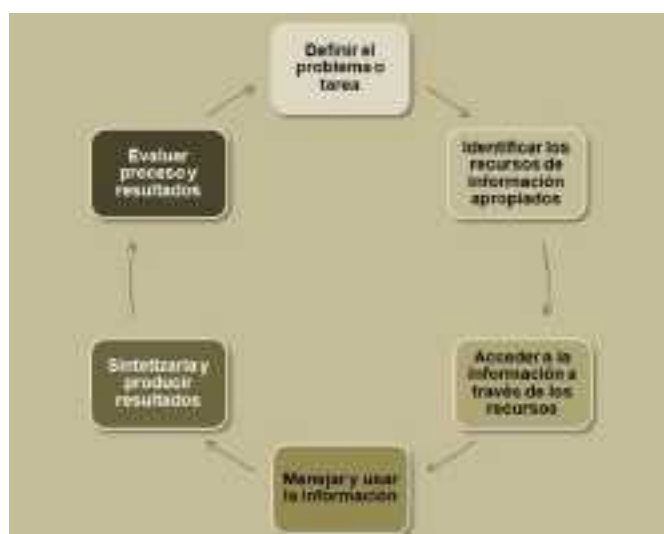 Definir el
problema o
tarea
Identificar los
recursos de
información
apropiados
Acceder a la
información a
través de los
recursos
Manejar y usar
la información
Sintetizarla y
producir
resultados
Evaluar
proceso y
resultados